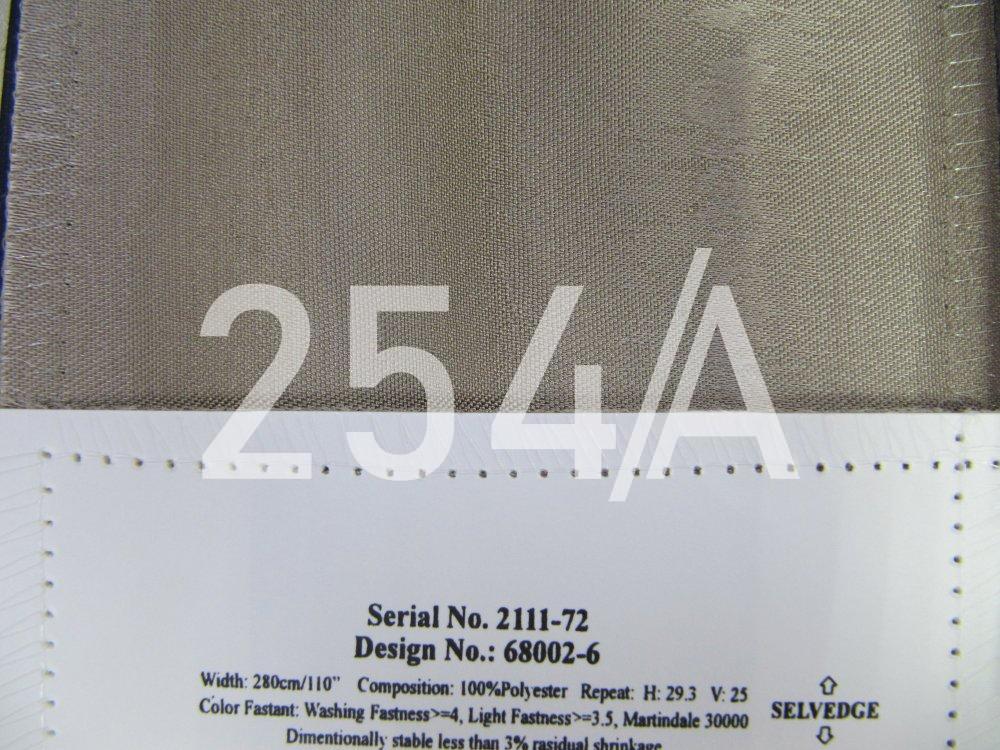 254/A
Serial No. 2111-72
Design No.: 68002-6
Width: 280cm/110" Composition: 100%Polyester Repeat: H: 29.3 V: 25
Color Fastant: Washing Fastness>=4, Light Fastness>=3.5, Martindale 30000
SELVEDGE
Dimentionally stable less than 3% rasidual shrinkage